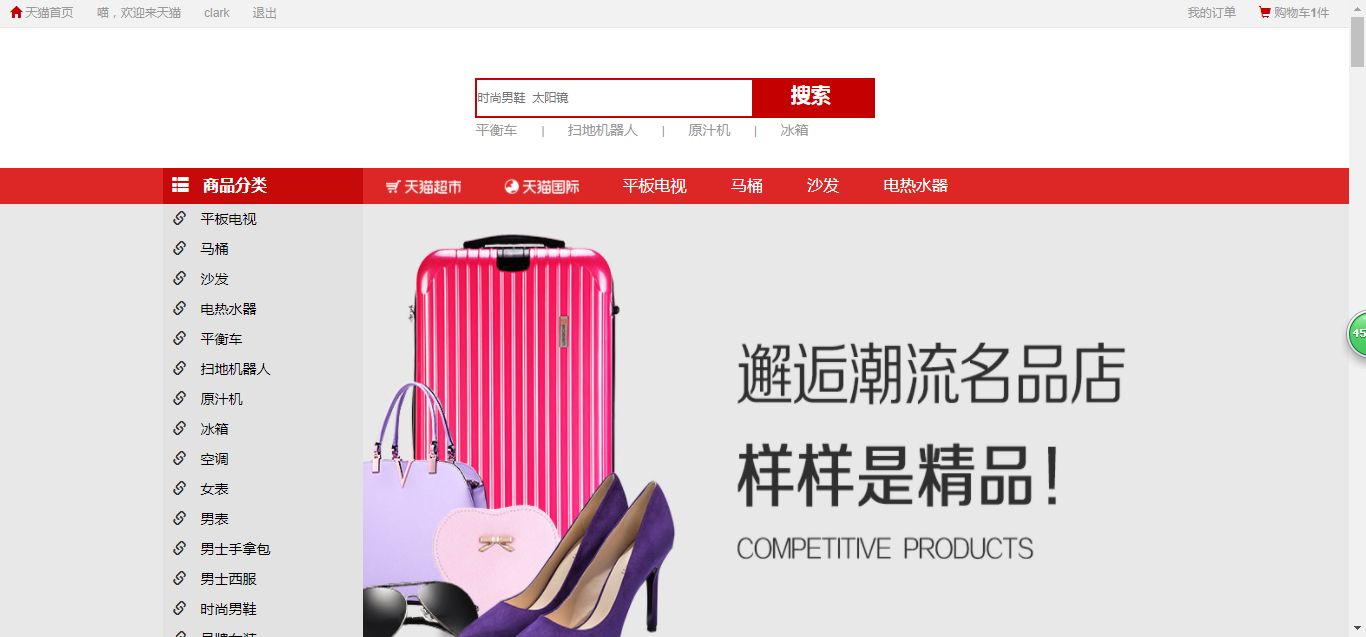 天猫首页 喵，欢迎来天猫 clark 退出 我的订单 购物车1件
时尚男鞋 太阳镜 搜索
平衡车 | 扫地机器人 | 原汁机 | 冰箱
商品分类 天猫超市 天猫国际 平板电视 马桶 沙发 电热水器
平板电视
马桶
沙发
电热水器
平衡车
扫地机器人
原汁机
冰箱
空调
女表
男表
男士手拿包
男士西服
时尚男鞋
邂逅潮流名品店
样样是精品！
COMPETITIVE PRODUCTS
45